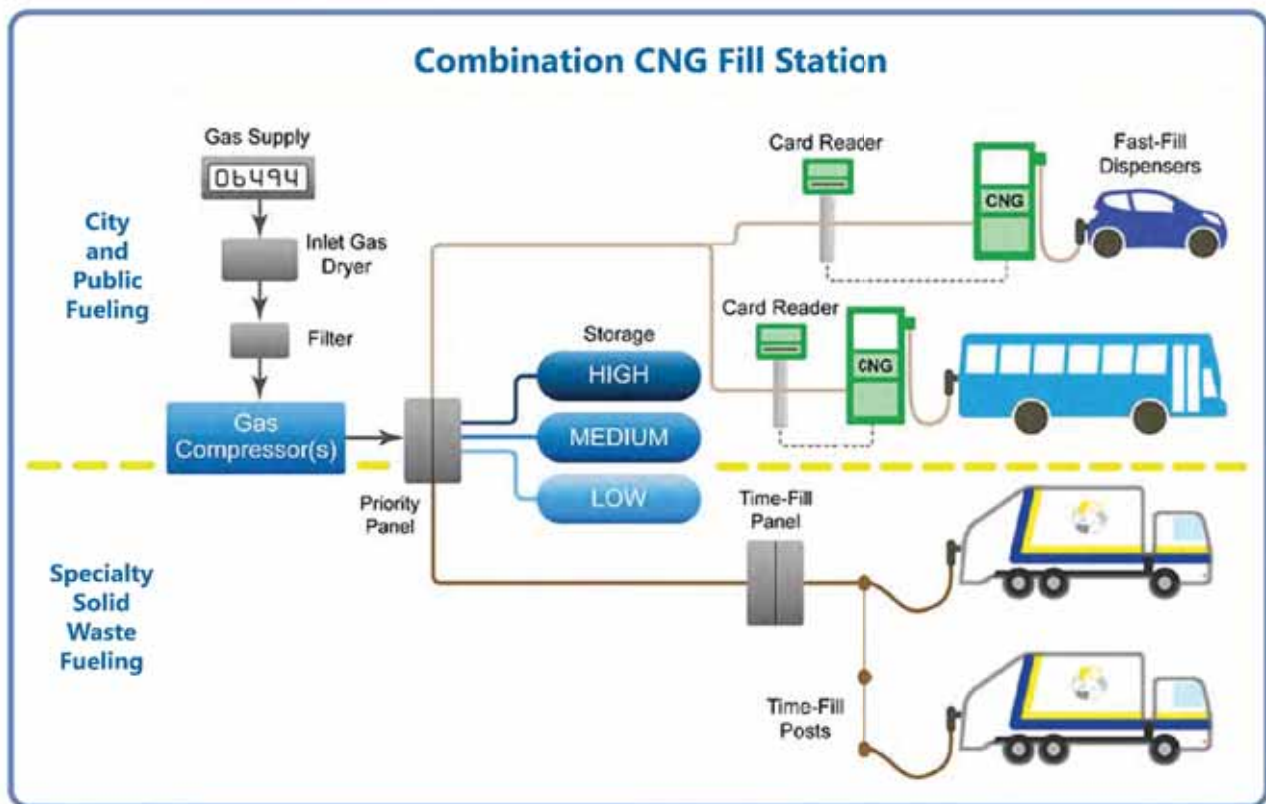 Combination CNG Fill Station
Gas Supply
06494
City
and
Public
Fueling
Inlet Gas
Dryer
Filter
Gas
Compressor(s)
Priority
Panel
Storage
HIGH
MEDIUM
LOW
Card Reader
CNG
Fast-Fill
Dispensers
Card Reader
CNG
Specialty
Solid
Waste
Fueling
Time-Fill
Panel
Time-Fill
Posts